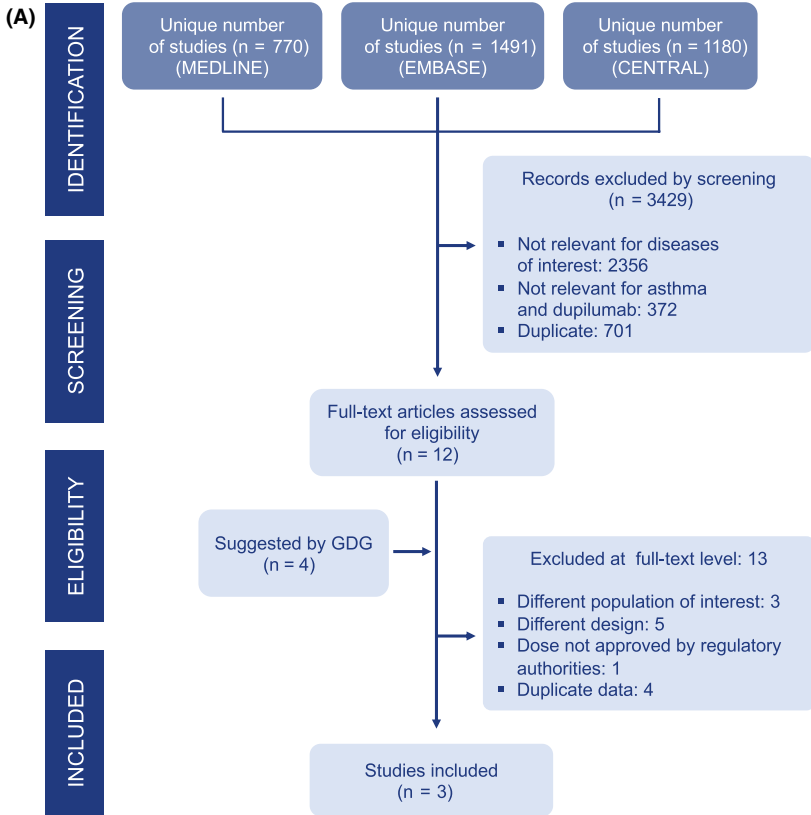 (A)
IDENTIFICATION
Unique number
of studies (n = 770)
(MEDLINE)
Unique number
of studies (n = 1491)
(EMBASE)
Unique number
of studies (n = 1180)
(CENTRAL)
Records excluded by screening
(n = 3429)
▪ Not relevant for diseases
of interest: 2356
▪ Not relevant for asthma
and dupilumab: 372
▪ Duplicate: 701
SCREENING
Full-text articles assessed
for eligibility
(n = 12)
ELIGIBILITY
Suggested by GDG
(n = 4)
Excluded at full-text level: 13
▪ Different population of interest: 3
▪ Different design: 5
▪ Dose not approved by regulatory
authorities: 1
▪ Duplicate data: 4
INCLUDED
Studies included
(n = 3)